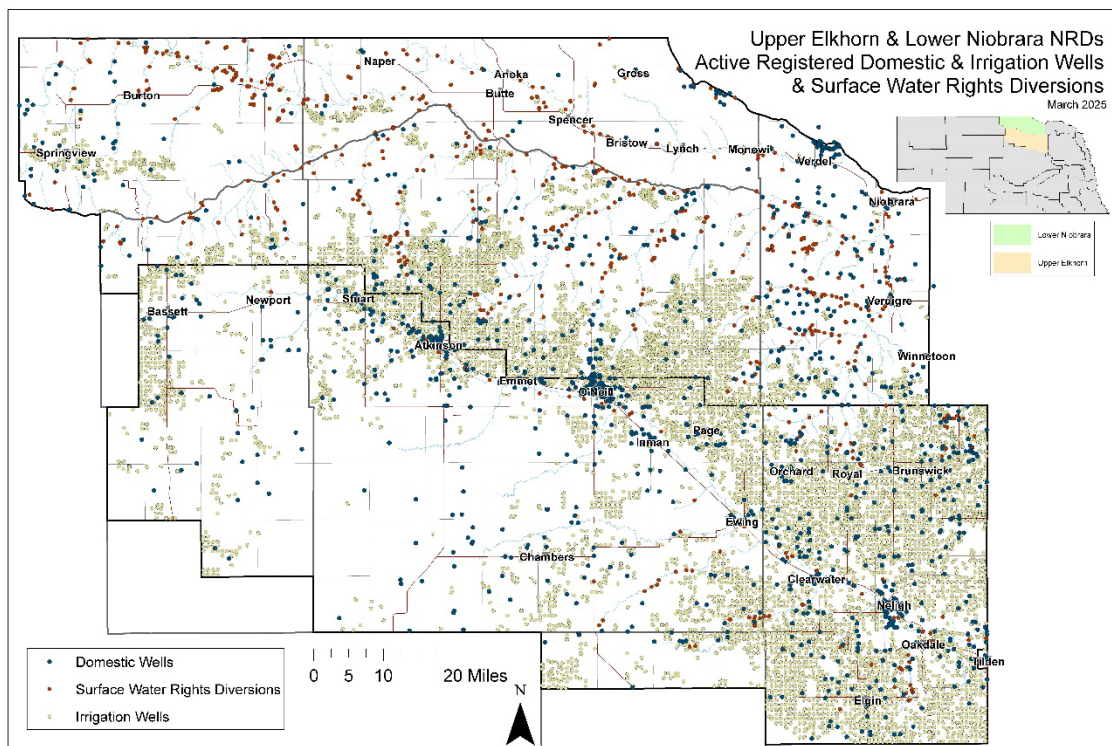 Upper Elkhorn & Lower Niobrara NRDs
Active Registered Domestic & Irrigation Wells
& Surface Water Rights Diversions
March 2025
Lower Niobrara
Upper Elkhorn
Naper
Anoka
Gross
Butte
Burton
Spencer
Bristow
Lynch
Monowi
Verdel
Springview
Niobrara
Newport
Stuart
Bassett
Verdigre
Atkinson
Winnetoon
Emmet
O'Neill
Page
Inman
Orchard
Royal
Brunswick
Ewing
Chambers
Clearwater
Neligh
Oakdale
Tilden
Elgin
Domestic Wells
Surface Water Rights Diversions
Irrigation Wells
0 5 10 20 Miles
N